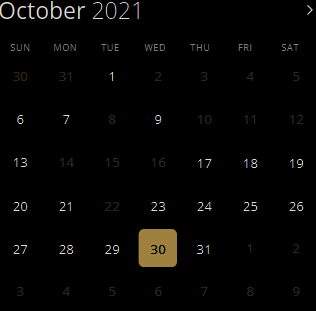 October 2021 >
SUN MON TUE WED THU FRI SAT
30 31 1 2 3 4 5
6 7 8 9 10 11 12
13 14 15 16 17 18 19
20 21 22 23 24 25 26
27 28 29 30 31 1 2
3 4 5 6 7 8 9